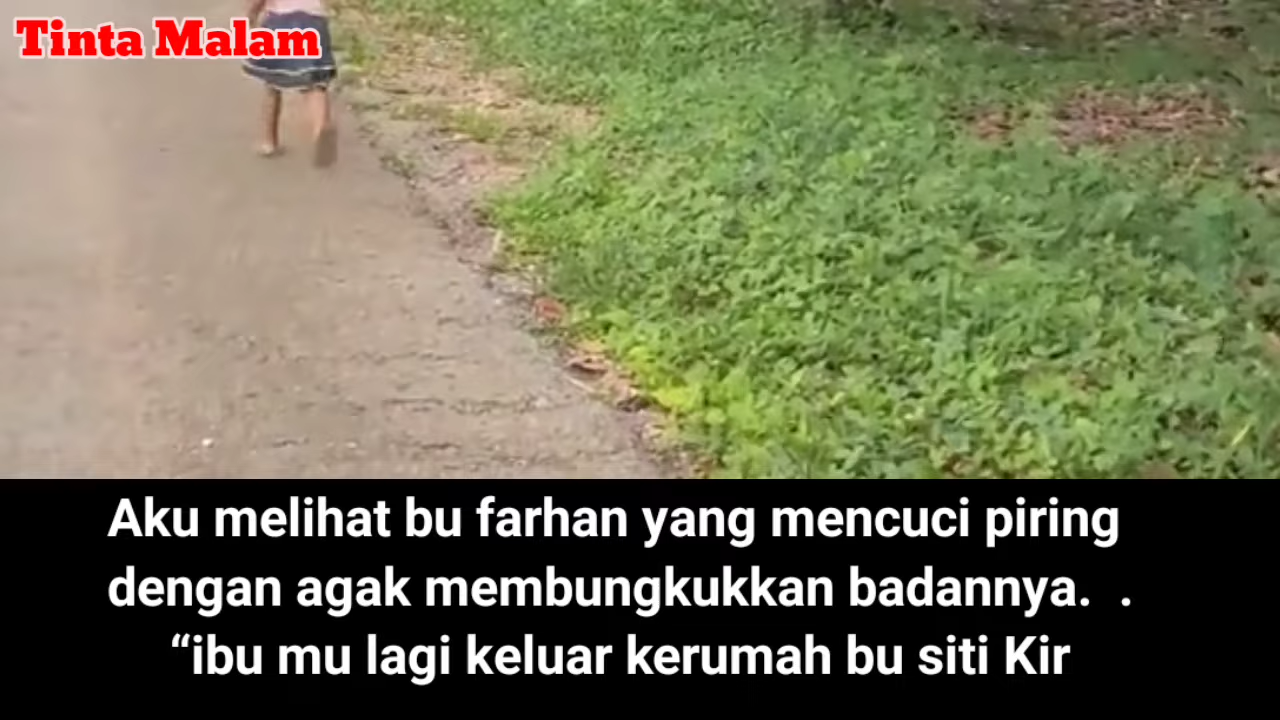 Tinta Malam
Aku melihat bu farhan yang mencuci piring
dengan agak membungkukkan badannya. .
“ibu mu lagi keluar kerumah bu siti Kir